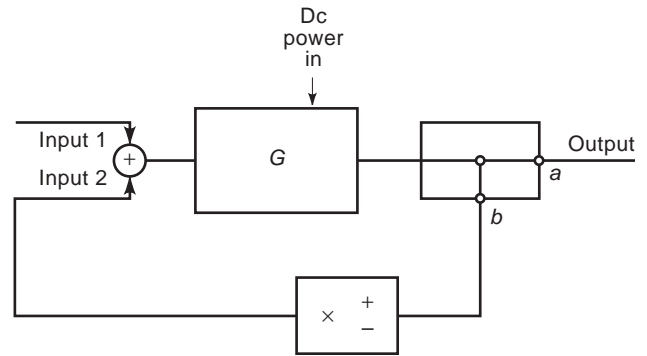 Dc
power
in
Input 1
+
G
Output
Input 2
a
b
× +
−